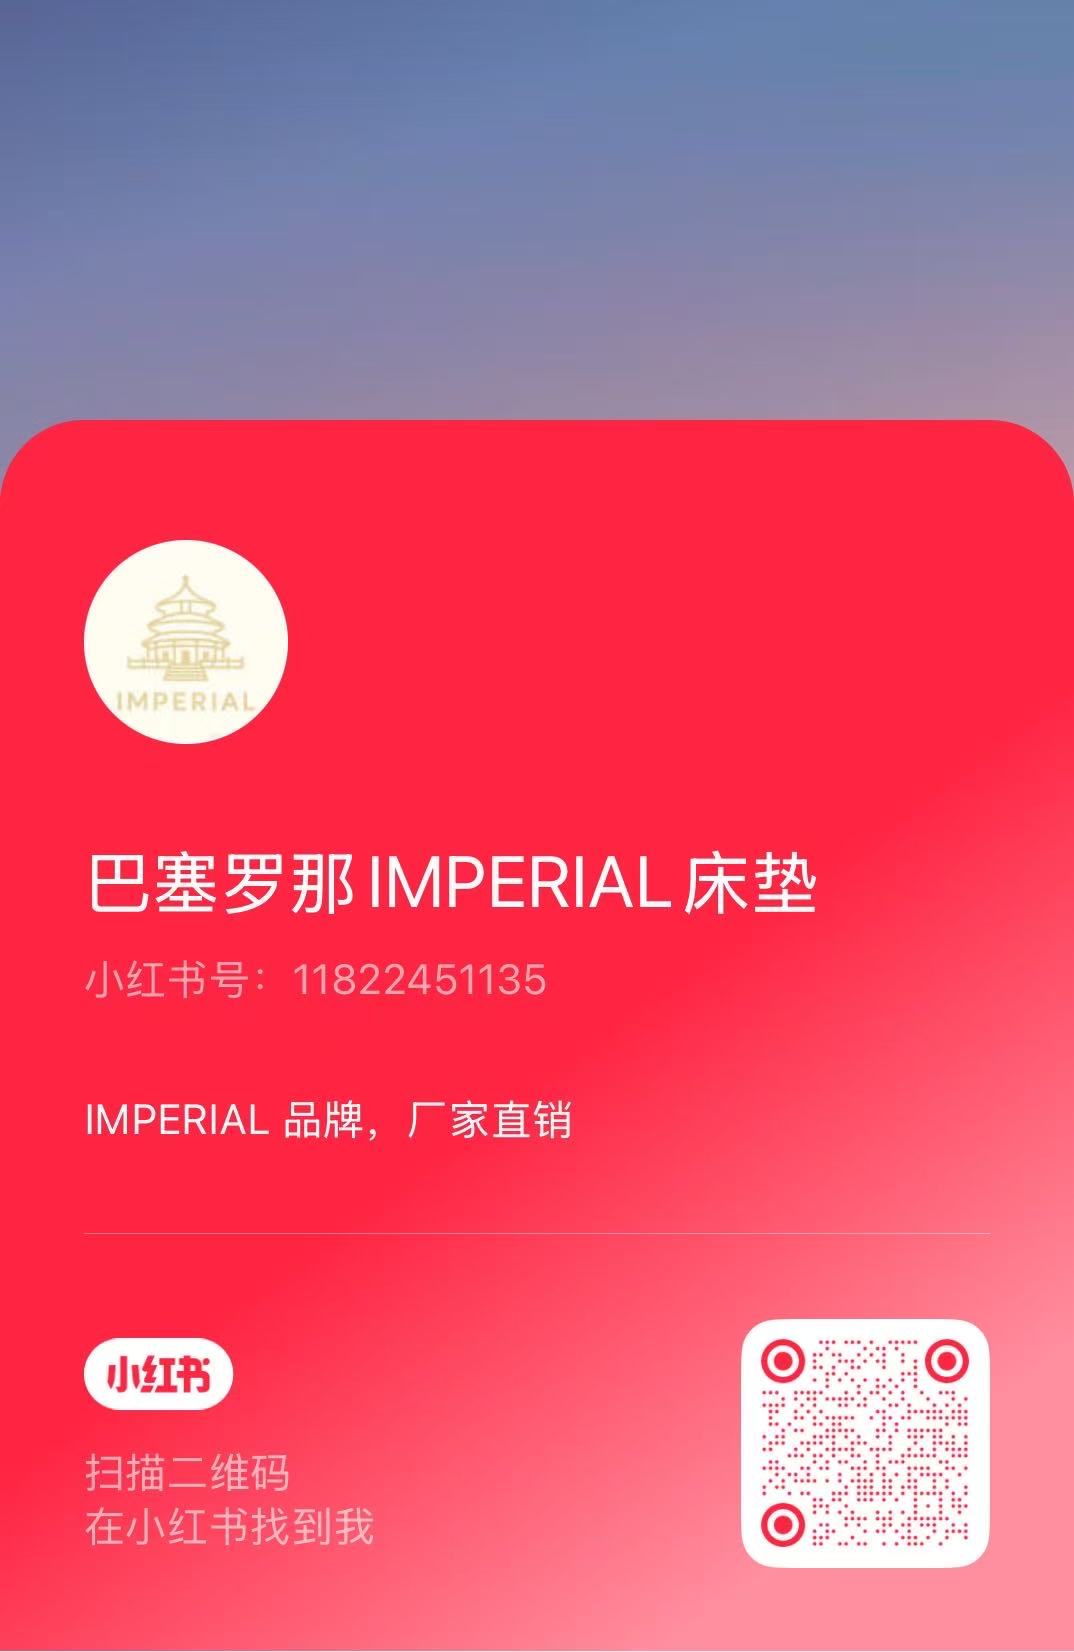 IMPERIAL
巴塞罗那IMPERIAL床垫
小红书号：11822451135
IMPERIAL 品牌，厂家直销
小红书
扫描二维码
在小红书找到我